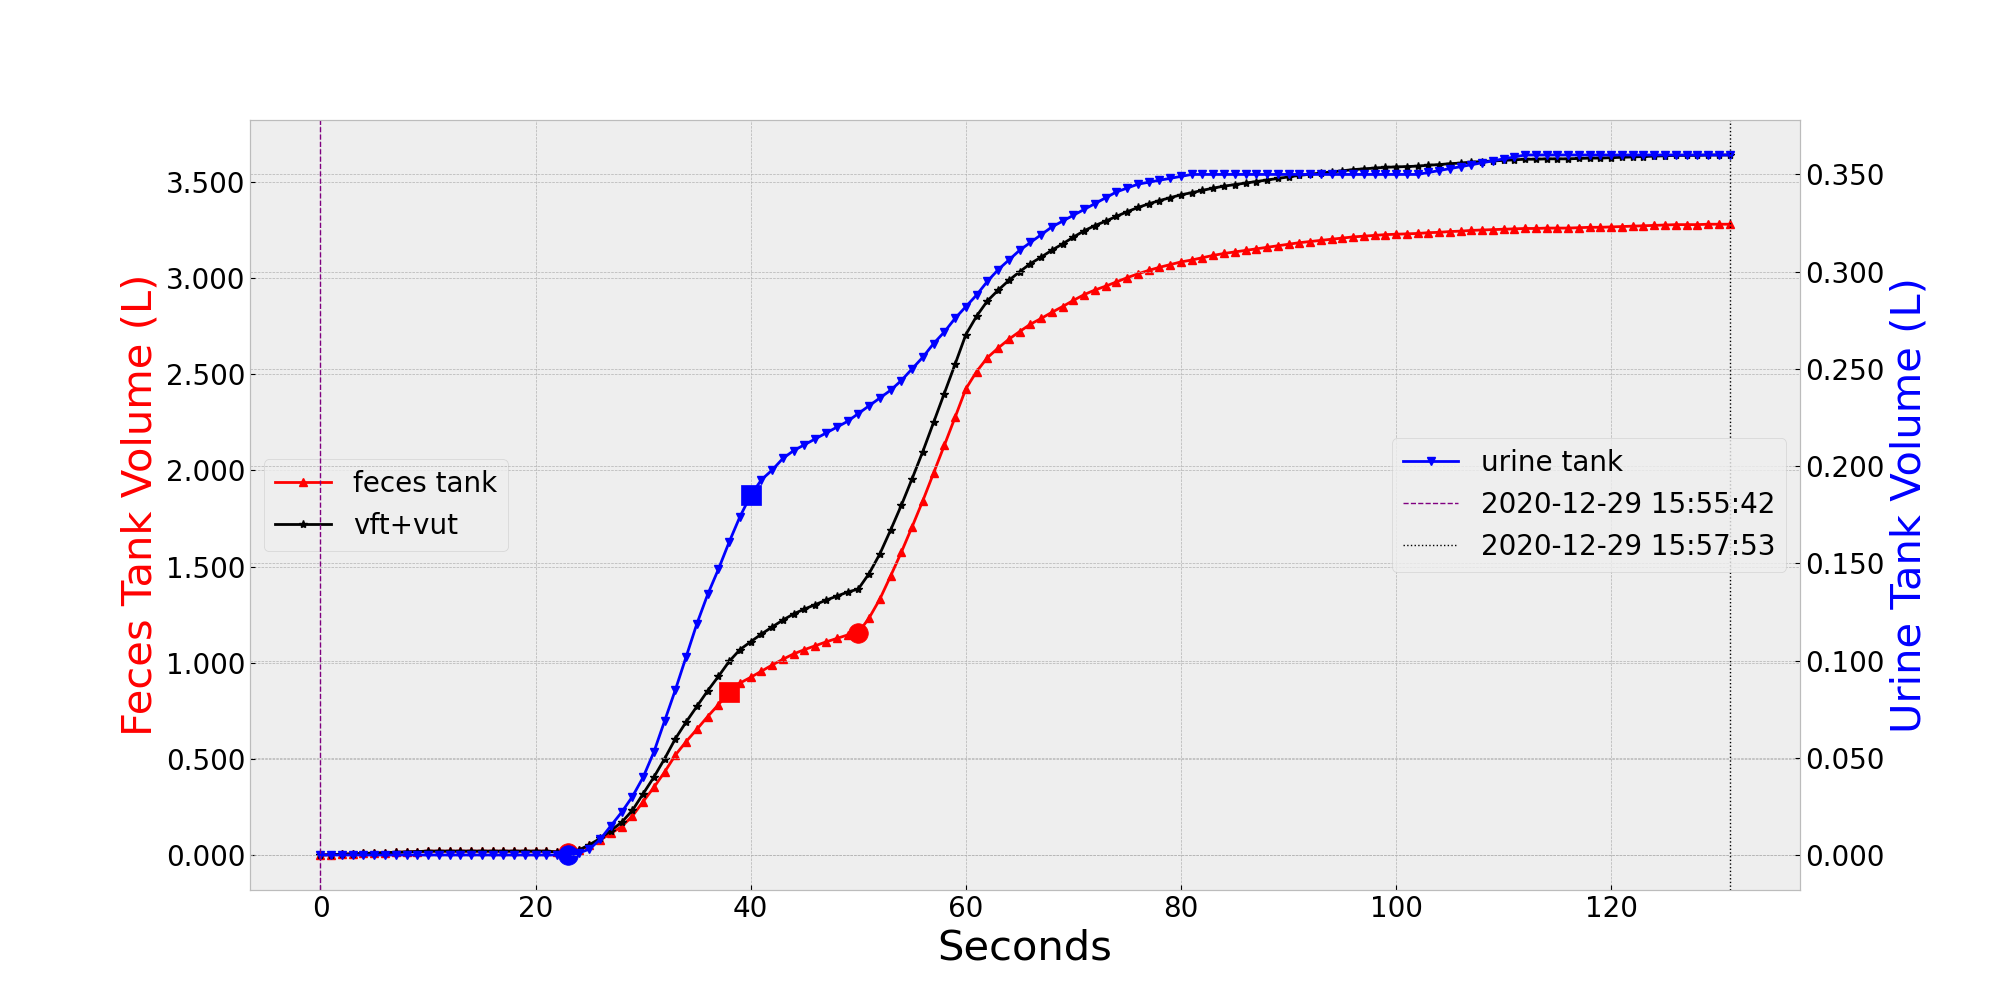 Feces Tank Volume (L)
3.500
3.000
2.500
2.000
1.500
1.000
0.500
0.000
feces tank
vft+vut
urine tank
2020-12-29 15:55:42
2020-12-29 15:57:53
0.350
0.300
0.250
0.200
0.150
0.100
0.050
0.000
Urine Tank Volume (L)
0 20 40 60 80 100 120
Seconds